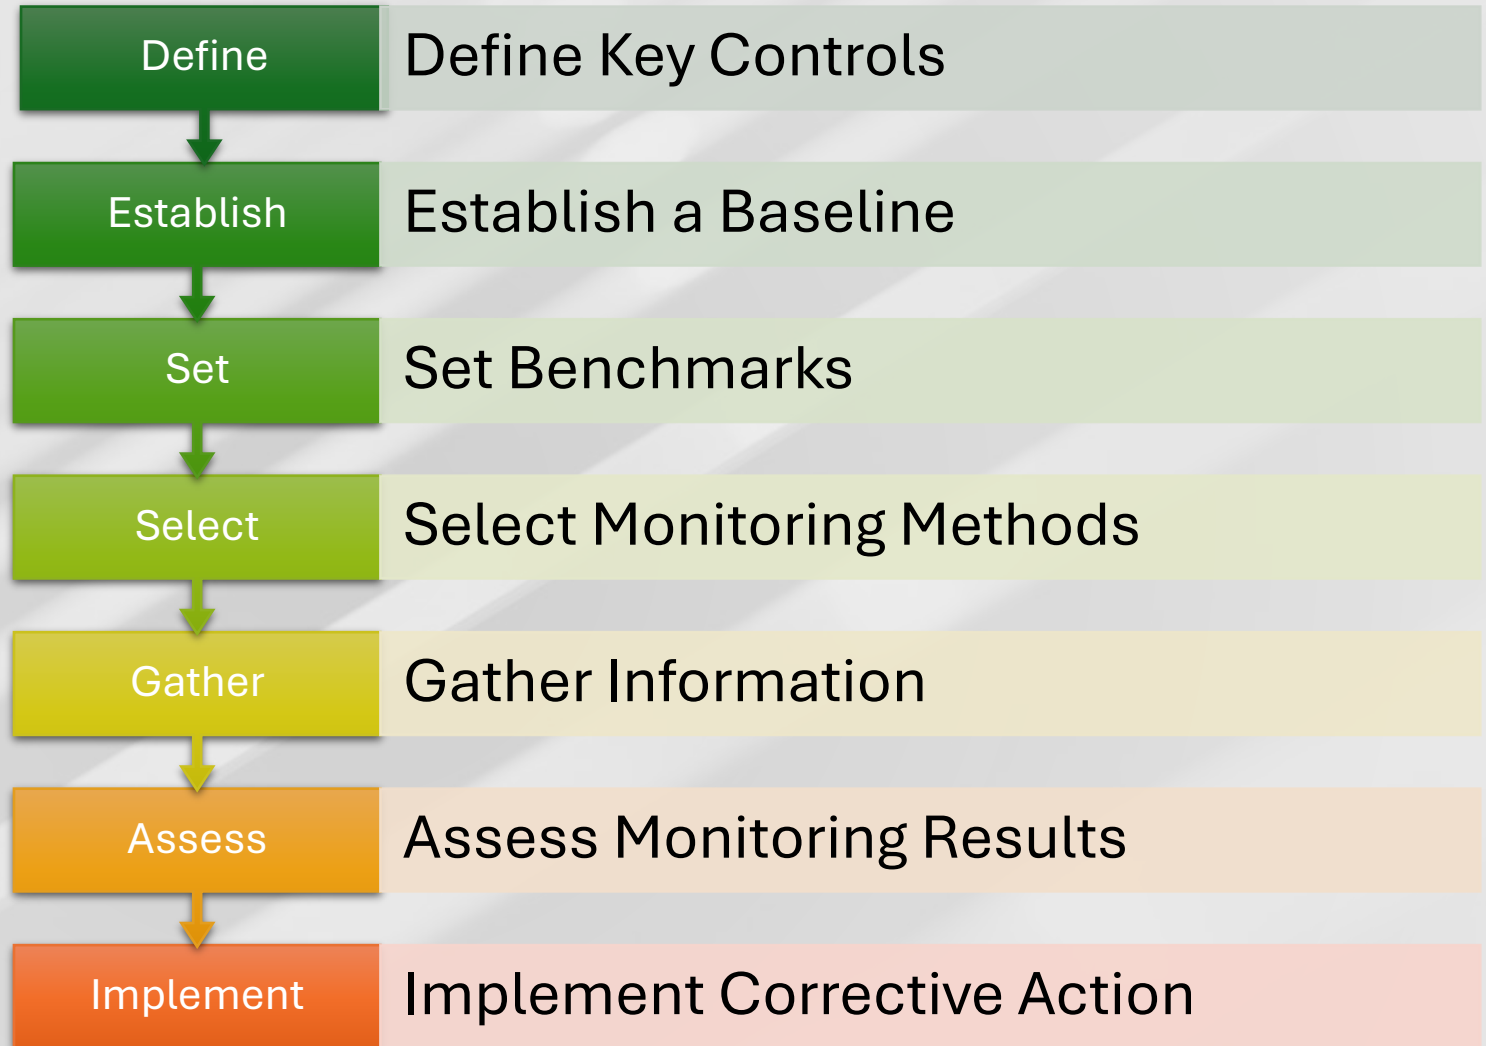 Define
Define Key Controls
Establish
Establish a Baseline
Set
Set Benchmarks
Select
Select Monitoring Methods
Gather
Gather Information
Assess
Assess Monitoring Results
Implement
Implement Corrective Action